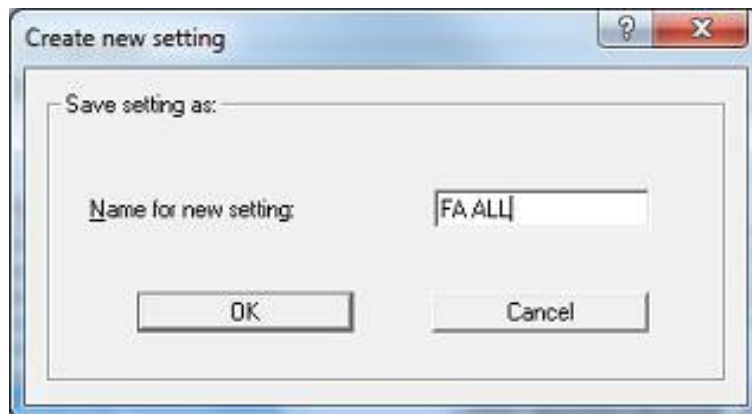 Create new setting
Save setting as:
Name for new setting:
FA ALL
OK
Cancel